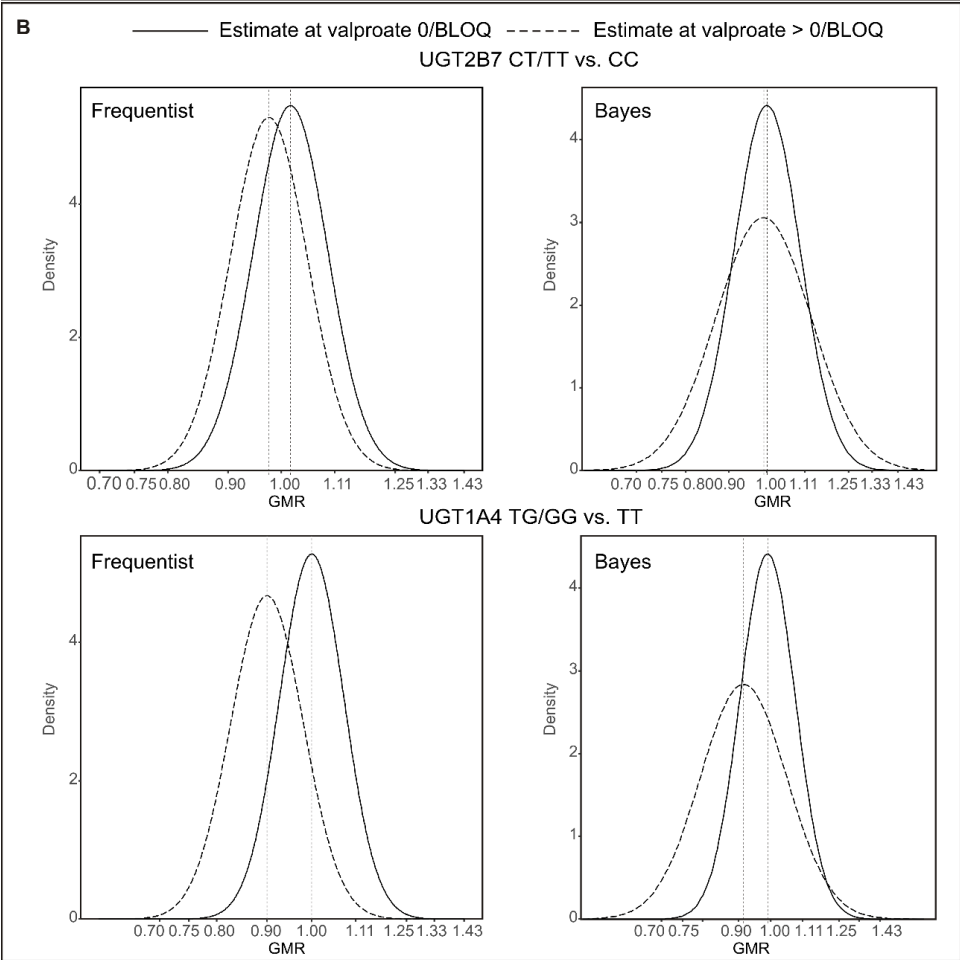 B
Estimate at valproate 0/BLOQ Estimate at valproate > 0/BLOQ
UGT2B7 CT/TT vs. CC
Frequentist
Density
4
2
0
0.70 0.75 0.80 0.90 1.00 1.11 1.25 1.33 1.43
GMR
Bayes
Density
4
3
2
1
0
0.70 0.75 0.800 0.90 1.00 1.11 1.25 1.33 1.43
GMR
UGT1A4 TG/GG vs. TT
Frequentist
Density
4
2
0
0.70 0.75 0.80 0.90 1.00 1.11 1.25 1.33 1.43
GMR
Bayes
Density
4
3
2
1
0
0.70 0.75 0.90 1.00 1.11 1.25 1.43
GMR